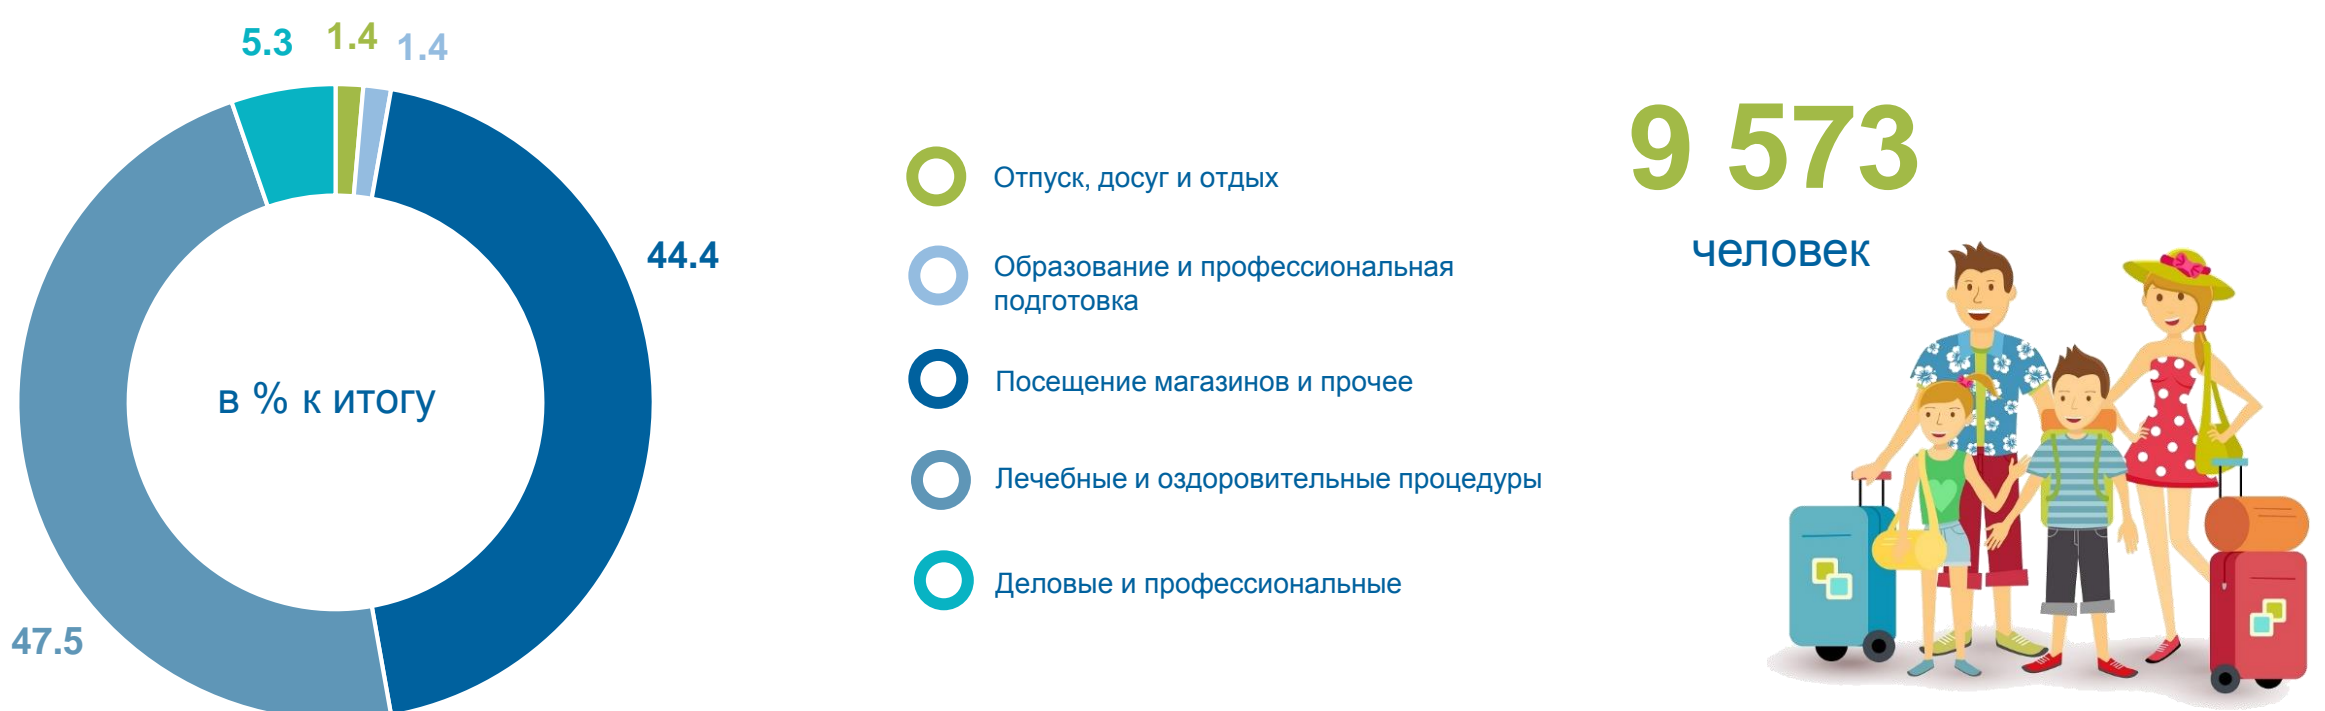 5.3
1.4
1.4
44.4
47.5
в % к итогу
Отпуск, досуг и отдых
Образование и профессиональная
подготовка
Посещение магазинов и прочее
Лечебные и оздоровительные процедуры
Деловые и профессиональные
9 573
человек